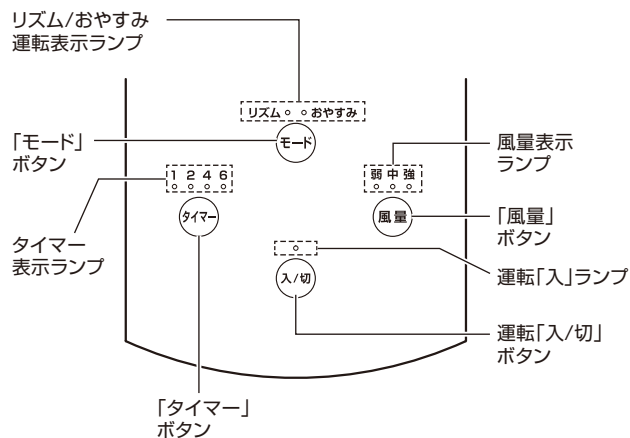 リズム/おやすみ
運転表示ランプ
リズム おやすみ
「モード」
ボタン
モード
風量表示
ランプ
1 2 4 6
弱 中 強
タイマー
風量
「風量」
ボタン
タイマー
表示ランプ
入/切
運転「入」ランプ
運転「入/切」
ボタン
「タイマー」
ボタン